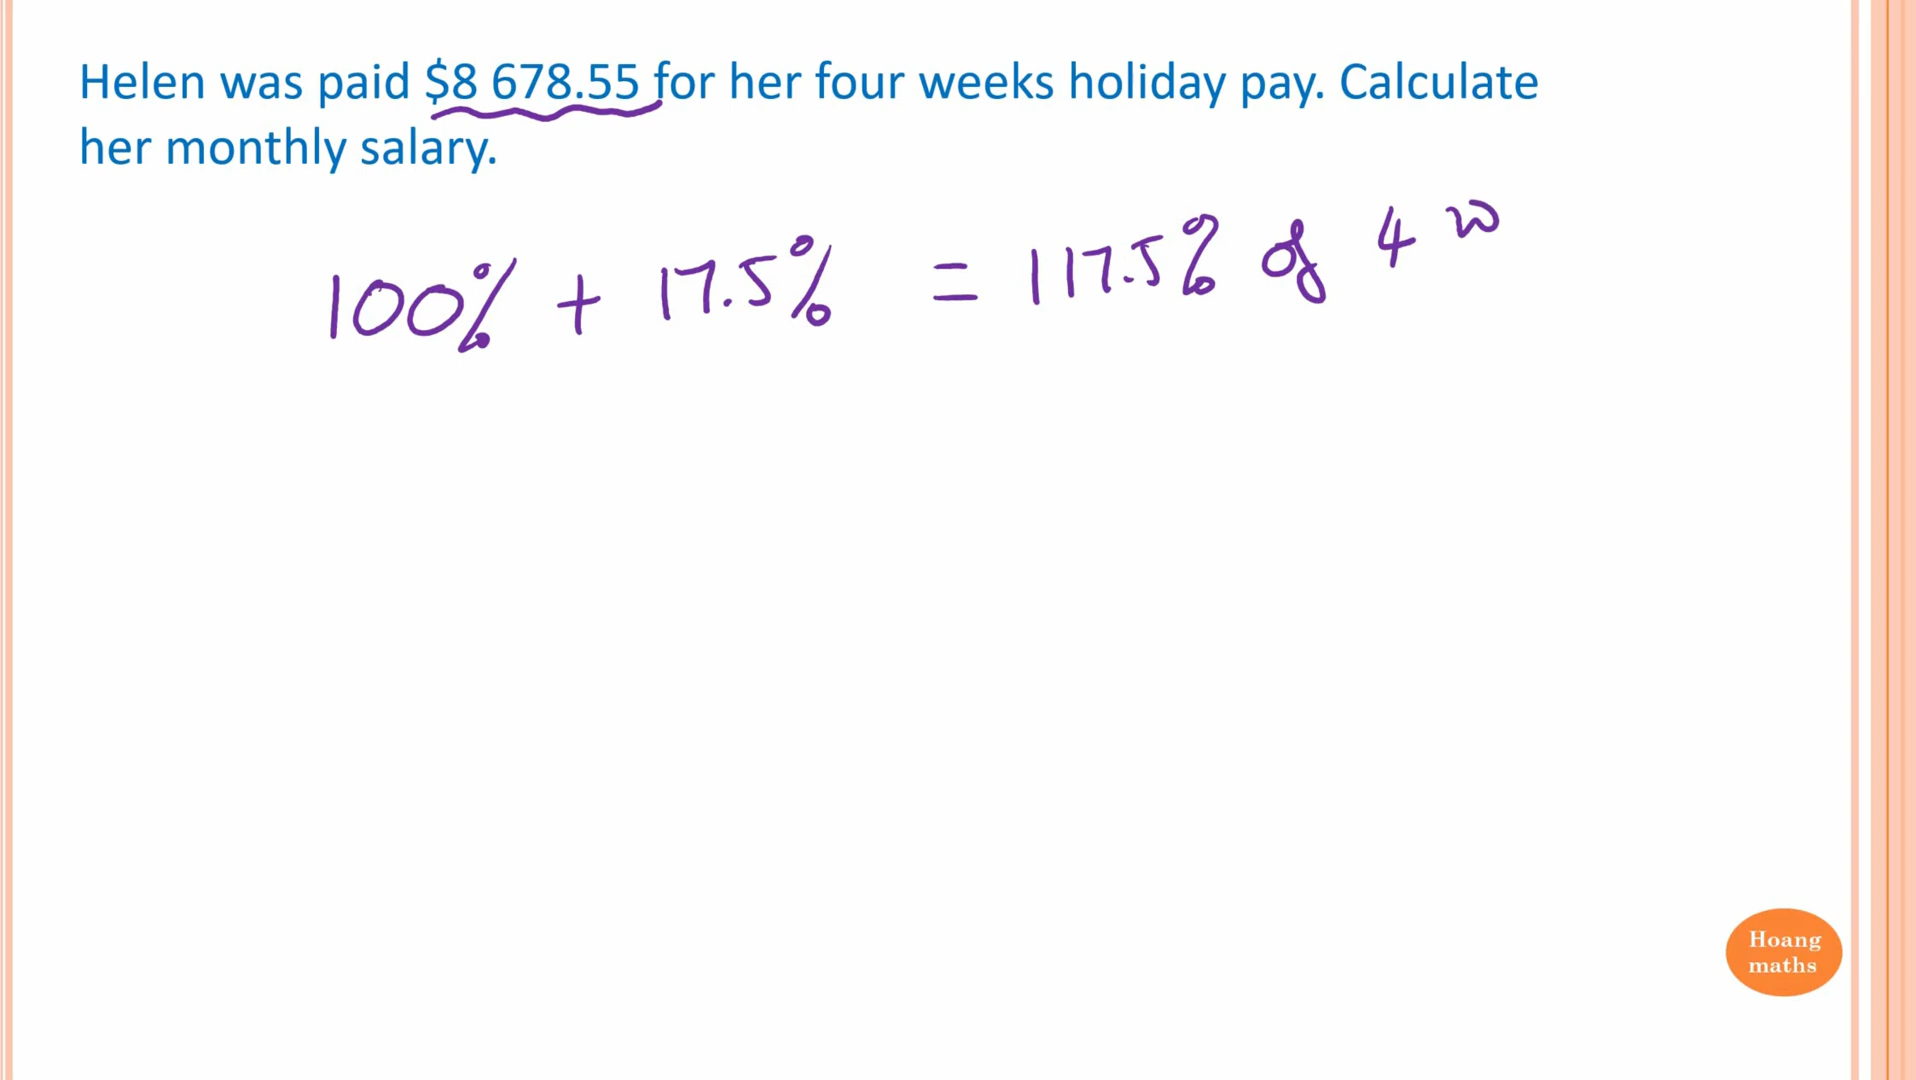 Helen was paid $8 678.55 for her four weeks holiday pay. Calculate
her monthly salary.
100% + 17.5% = 117.5% of 4 w
Hoang
maths